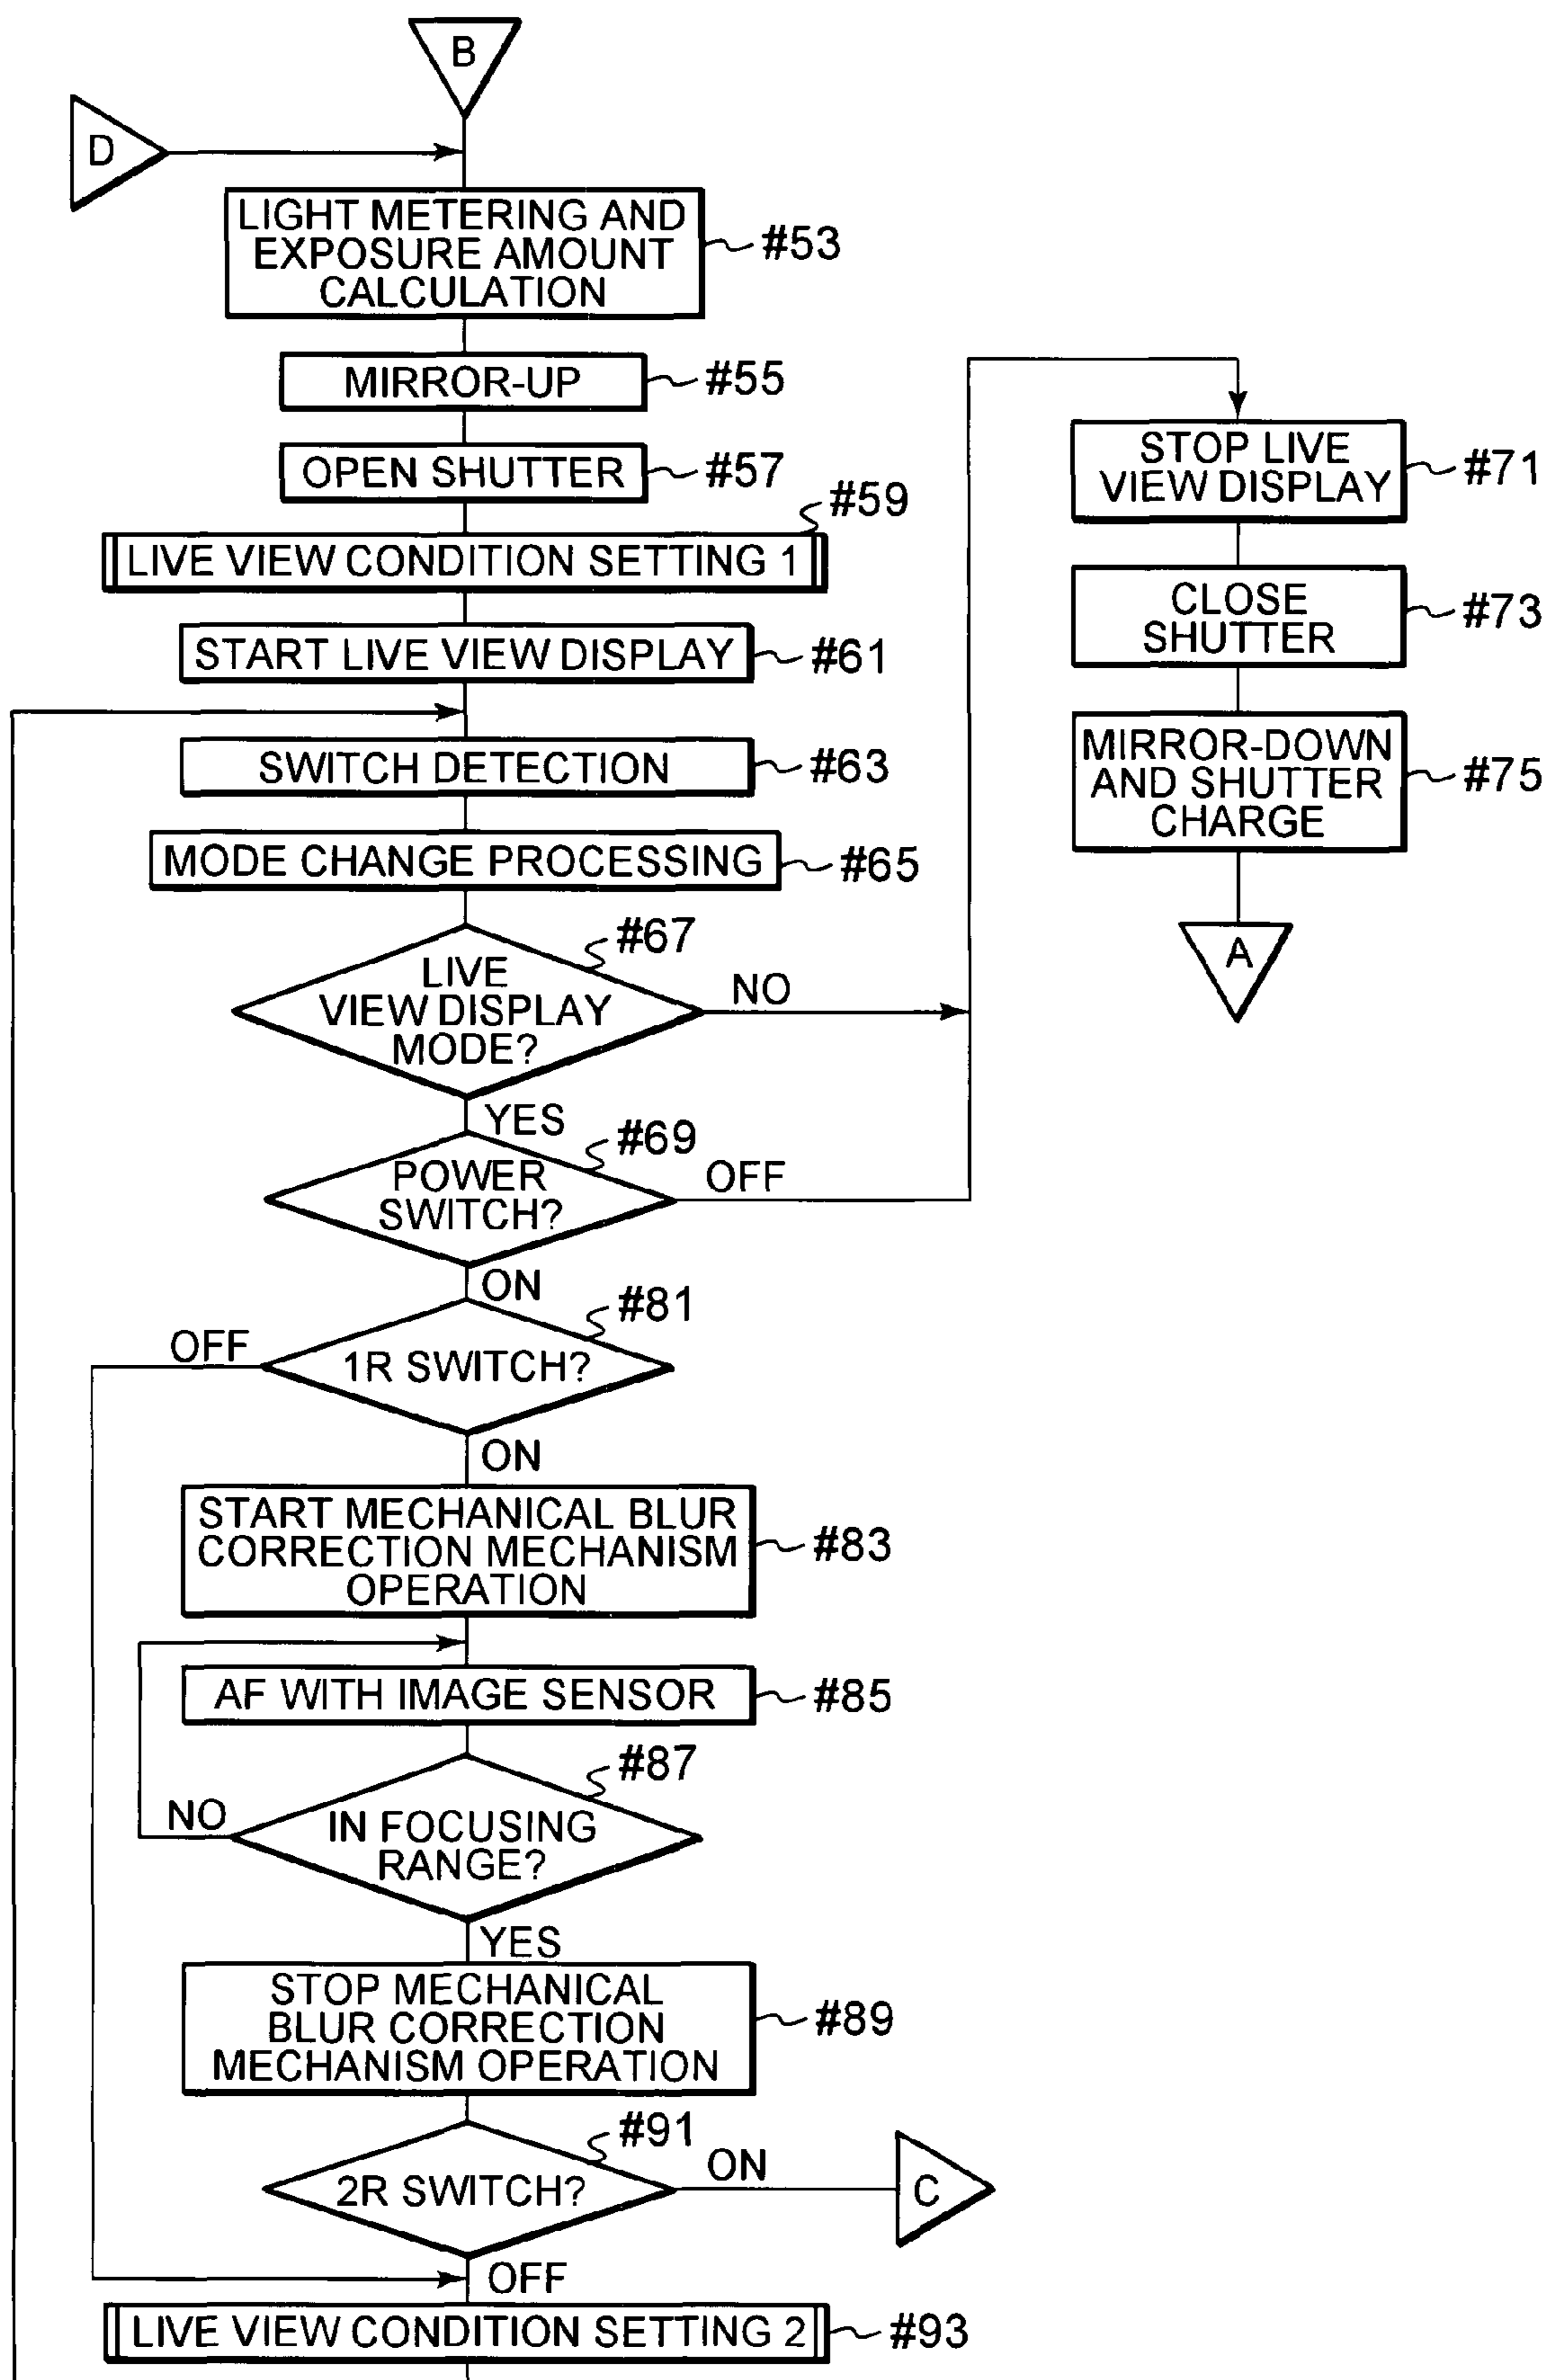 B
D
LIGHT METERING AND
EXPOSURE AMOUNT
CALCULATION
#53
MIRROR-UP
#55
OPEN SHUTTER
#57
#59
LIVE VIEW CONDITION SETTING 1
START LIVE VIEW DISPLAY
#61
SWITCH DETECTION
#63
MODE CHANGE PROCESSING
#65
#67
LIVE
VIEW DISPLAY
MODE?
NO
YES
#69
POWER
SWITCH?
OFF
ON
STOP LIVE
VIEW DISPLAY
#71
CLOSE
SHUTTER
#73
MIRROR-DOWN
AND SHUTTER
CHARGE
#75
A
#81
OFF
1R SWITCH?
ON
START MECHANICAL BLUR
CORRECTION MECHANISM
OPERATION
#83
AF WITH IMAGE SENSOR
#85
#87
NO
IN FOCUSING
RANGE?
YES
STOP MECHANICAL
BLUR CORRECTION
MECHANISM OPERATION
#89
#91
2R SWITCH?
ON
C
OFF
LIVE VIEW CONDITION SETTING 2
#93